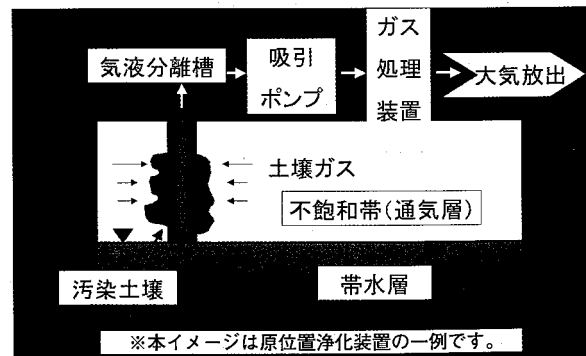 気液分離槽
吸引
ポンプ
ガス
処理
装置
大気放出
土壌ガス
不飽和帯(通気層)
汚染土壌
帯水層
※本イメージは原位置浄化装置の一例です。